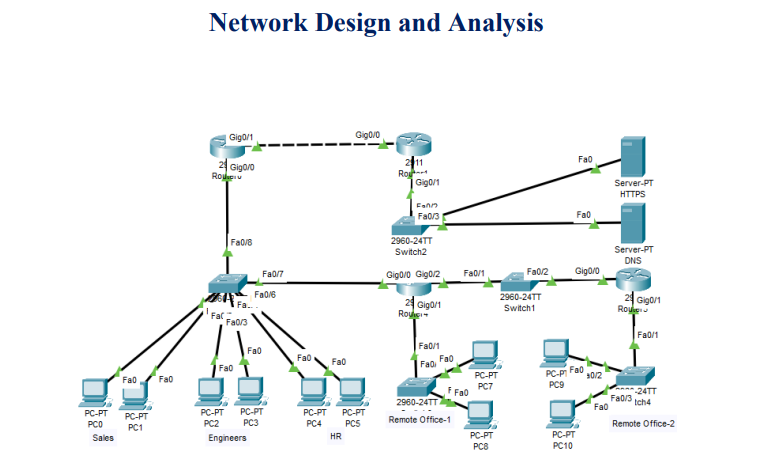 Network Design and Analysis
Gig0/1
Gig0/0
2911
Gig0/0
Gig0/1
Fa0
Server-PT
HTTPS
Fa0/3
Fa0
2960-24TT
Switch2
Server-PT
DNS
Fa0/8
Fa0/7
Gig0/0
Gig0/2
Fa0/1
Fa0/2
Gig0/0
Fa0/6
2960-24TT
Switch1
Gig0/1
Gig0/1
Fa0/3
Fa0/1
Fa0/1
Fa0
Fa0
Fa0
Fa0
Fa0
Fa0
Fa0
PC-PT
PC7
Fa0
PC9
Fa0
2960-24TT
Fa0
Fa0/3
Fa0
PC-PT
PC0
PC-PT
PC1
PC-PT
PC2
PC-PT
PC3
PC-PT
PC4
PC-PT
PC5
Remote Office-1
PC-PT
PC8
PC-PT
PC10
Remote Office-2
Sales
Engineers
HR